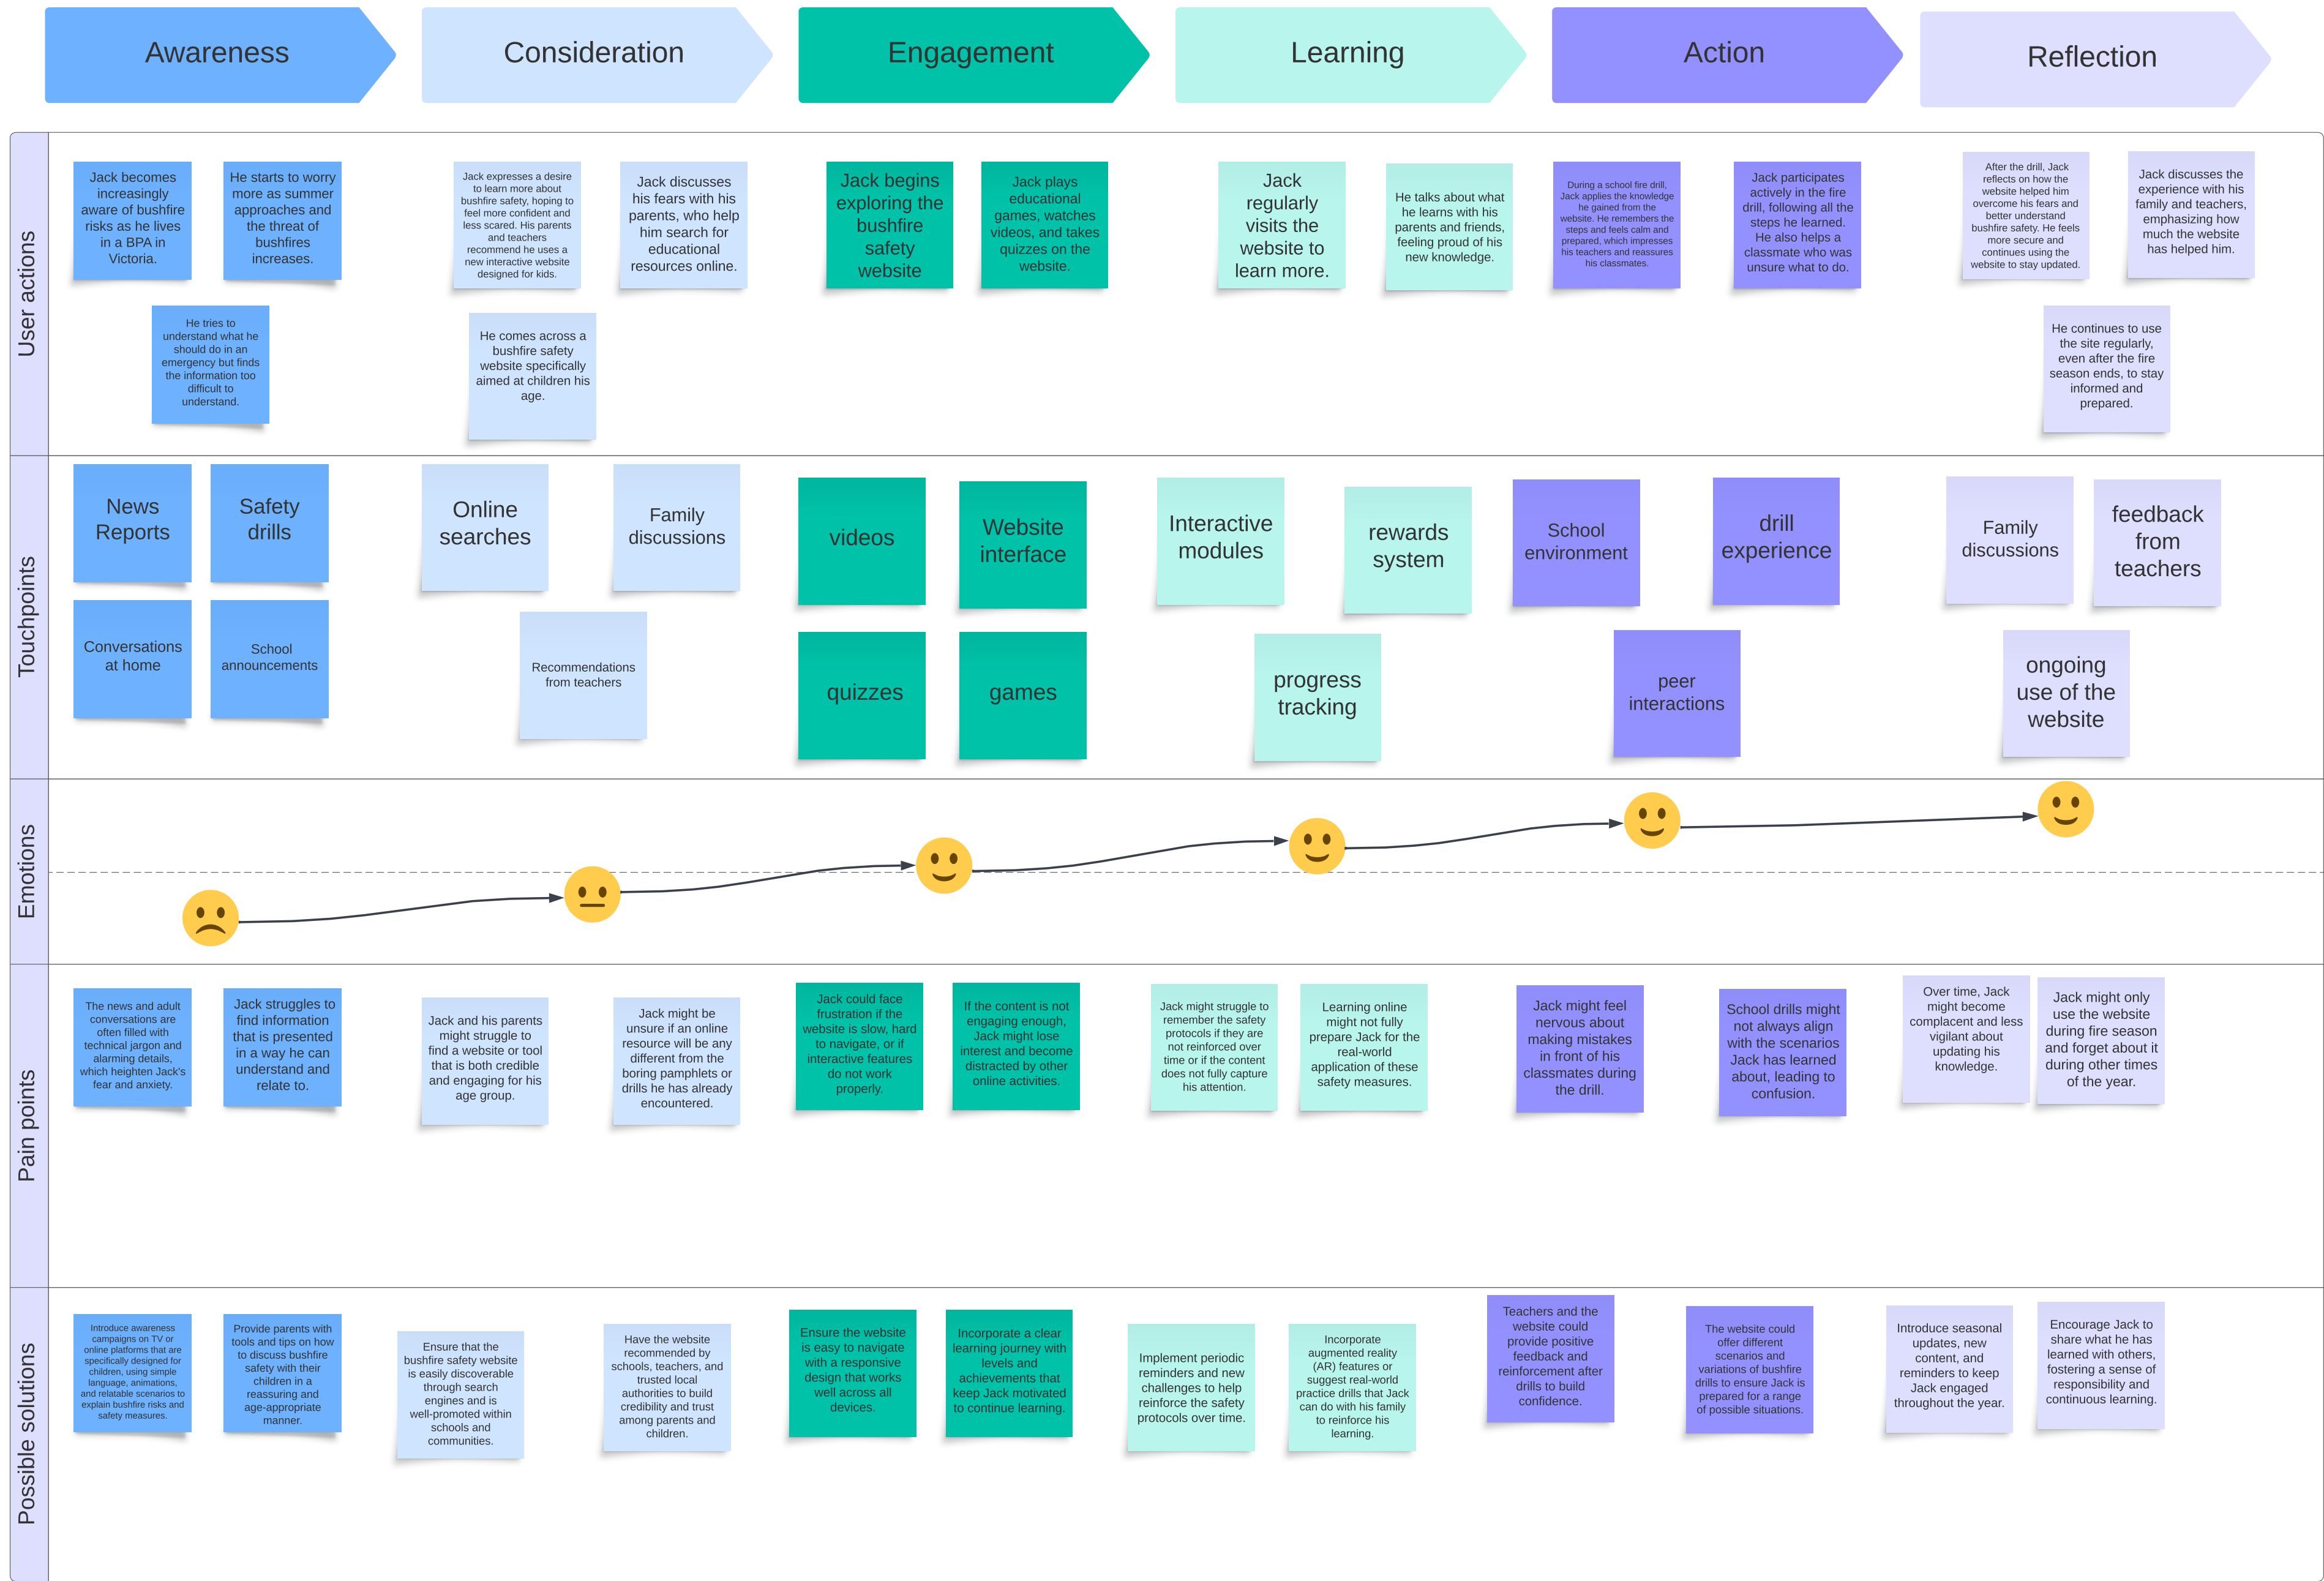 Awareness
Consideration
Engagement
Learning
Action
Reflection
User actions
Jack becomes
increasingly
aware of bushfire
risks as he lives
in a BPA in
Victoria.
He starts to worry
more as summer
approaches and
the threat of
bushfires
increases.
He tries to
understand what he
should do in an
emergency but finds
the information too
difficult to
understand.
Jack expresses a desire
to learn more about
bushfire safety, hoping to
feel more confident and
less scared. His parents
and teachers
recommend he uses a
new interactive website
designed for kids.
Jack discusses
his fears with his
parents, who help
him search for
educational
resources online.
He comes across a
bushfire safety
website specifically
aimed at children his
age.
Jack begins
exploring the
bushfire
safety
website
Jack plays
educational
games, watches
videos, and takes
quizzes on the
website.
Jack
regularly
visits the
website to
learn more.
He talks about what
he learns with his
parents and friends,
feeling proud of his
new knowledge.
During a school fire drill,
Jack applies the knowledge
he gained from the
website. He remembers the
steps and feels calm and
prepared, which impresses
his teachers and reassures
his classmates.
Jack participates
actively in the fire
drill, following all the
steps he learned.
He also helps a
classmate who was
unsure what to do.
After the drill, Jack
reflects on how the
website helped him
overcome his fears and
better understand
bushfire safety. He feels
more secure and
continues using the
website to stay updated.
Jack discusses the
experience with his
family and teachers,
emphasizing how
much the website
has helped him.
He continues to use
the site regularly,
even after the fire
season ends, to stay
informed and
prepared.
Touchpoints
News
Reports
Safety
drills
Conversations
at home
School
announcements
Online
searches
Family
discussions
Recommendations
from teachers
videos
Website
interface
quizzes
games
Interactive
modules
rewards
system
progress
tracking
School
environment
drill
experience
peer
interactions
Family
discussions
feedback
from
teachers
ongoing
use of the
website
Emotions
Pain points
The news and adult
conversations are
often filled with
technical jargon and
alarming details,
which heighten Jack's
fear and anxiety.
Jack struggles to
find information
that is presented
in a way he can
understand and
relate to.
Jack and his parents
might struggle to
find a website or tool
that is both credible
and engaging for his
age group.
Jack might be
unsure if an online
resource will be any
different from the
boring pamphlets or
drills he has already
encountered.
Jack could face
frustration if the
website is slow, hard
to navigate, or if
interactive features
do not work
properly.
If the content is not
engaging enough,
Jack might lose
interest and become
distracted by other
online activities.
Jack might struggle to
remember the safety
protocols if they are
not reinforced over
time or if the content
does not fully capture
his attention.
Learning online
might not fully
prepare Jack for the
real-world
application of these
safety measures.
Jack might feel
nervous about
making mistakes
in front of his
classmates during
the drill.
School drills might
not always align
with the scenarios
Jack has learned
about, leading to
confusion.
Over time, Jack
might become
complacent and less
vigilant about
updating his
knowledge.
Jack might only
use the website
during fire season
and forget about it
during other times
of the year.
Possible solutions
Introduce awareness
campaigns on TV or
online platforms that are
specifically designed for
children, using simple
language, animations,
and relatable scenarios to
explain bushfire risks and
safety measures.
Provide parents with
tools and tips on how
to discuss bushfire
safety with their
children in a
reassuring and
age-appropriate
manner.
Ensure that the
bushfire safety website
is easily discoverable
through search
engines and is
well-promoted within
schools and
communities.
Have the website
recommended by
schools, teachers, and
trusted local
authorities to build
credibility and trust
among parents and
children.
Ensure the website
is easy to navigate
with a responsive
design that works
well across all
devices.
Incorporate a clear
learning journey with
levels and
achievements that
keep Jack motivated
to continue learning.
Implement periodic
reminders and new
challenges to help
reinforce the safety
protocols over time.
Incorporate
augmented reality
(AR) features or
suggest real-world
practice drills that Jack
can do with his family
to reinforce his
learning.
Teachers and the
website could
provide positive
feedback and
reinforcement after
drills to build
confidence.
The website could
offer different
scenarios and
variations of bushfire
drills to ensure Jack is
prepared for a range
of possible situations.
Introduce seasonal
updates, new
content, and
reminders to keep
Jack engaged
throughout the year.
Encourage Jack to
share what he has
learned with others,
fostering a sense of
responsibility and
continuous learning.